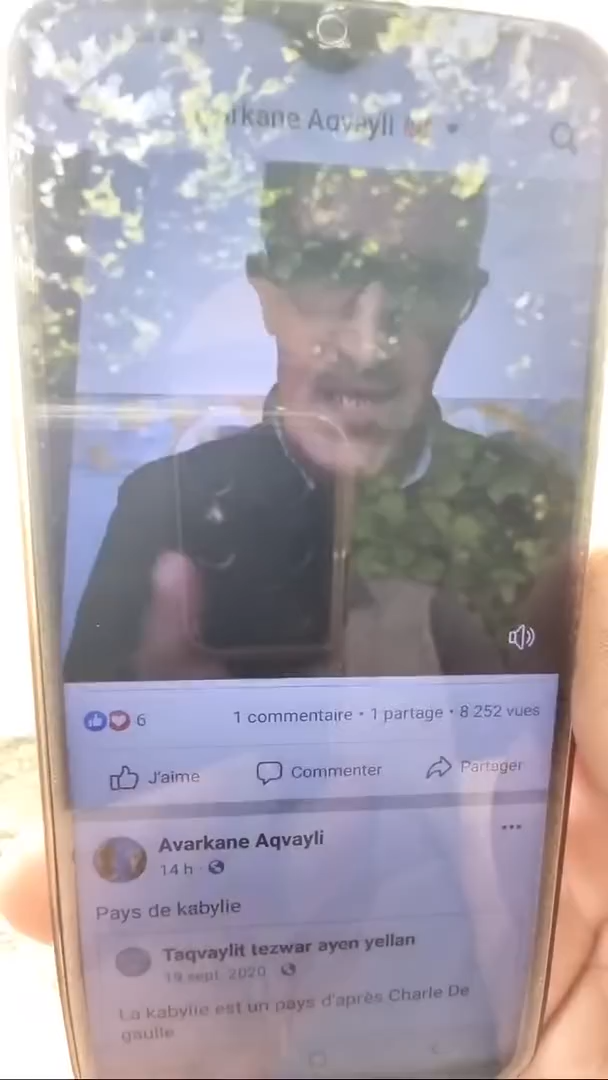 Aqvayli
6 1 commentaire • 1 partage • 8 252 vues
J'aime Commenter Partager
Avarkane Aqvayli
14 h
Pays de kabylie
Taqvaylit tezwar ayen yellan
19 sept. 2020
La kabylie est un pays d'après Charle De
gaulle